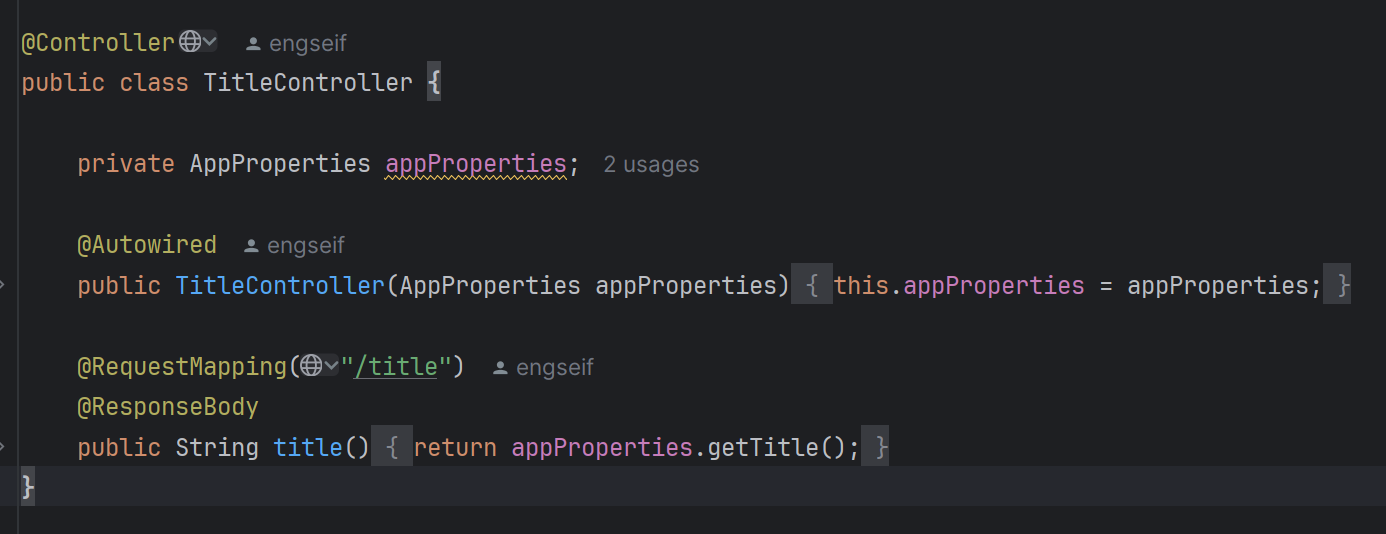 @Controller engseif
public class TitleController {
private AppProperties appProperties; 2 usages
@Autowired engseif
public TitleController(AppProperties appProperties) { this.appProperties = appProperties; }
@RequestMapping("/title") engseif
@ResponseBody
public String title() { return appProperties.getTitle(); }
}